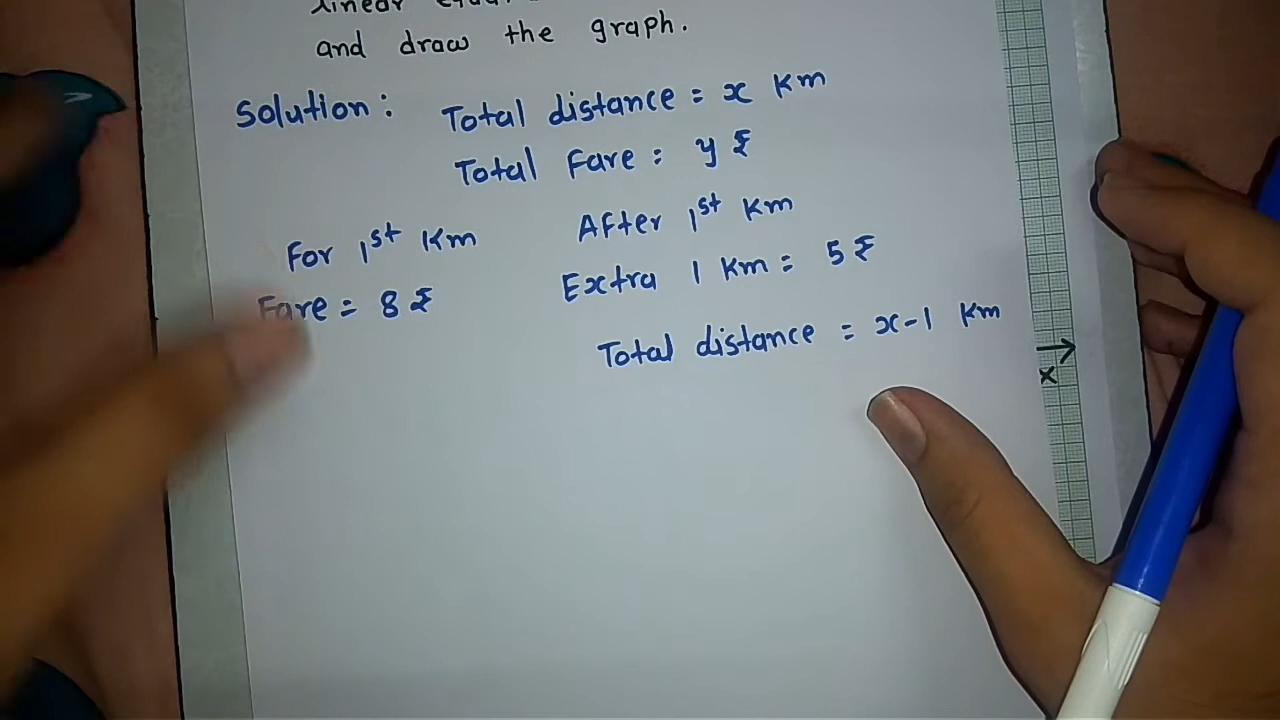 linear
and draw the graph.
Solution: Total distance = x Km
Total Fare = y ₹
For 1st Km
Fare = 8 ₹
After 1st Km
Extra 1 Km = 5 ₹
Total distance = x-1 Km
x